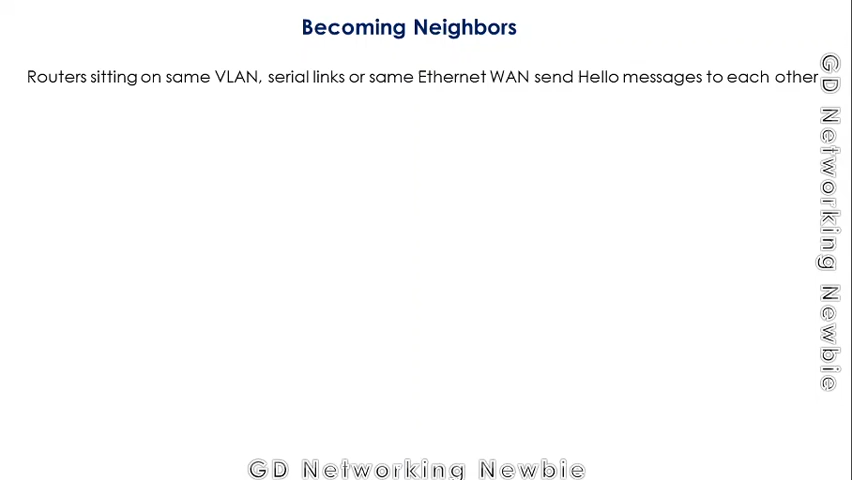 Becoming Neighbors
Routers sitting on same VLAN, serial links or same Ethernet WAN send Hello messages to each other
GD Networking Newbie
GD Networking Newbie